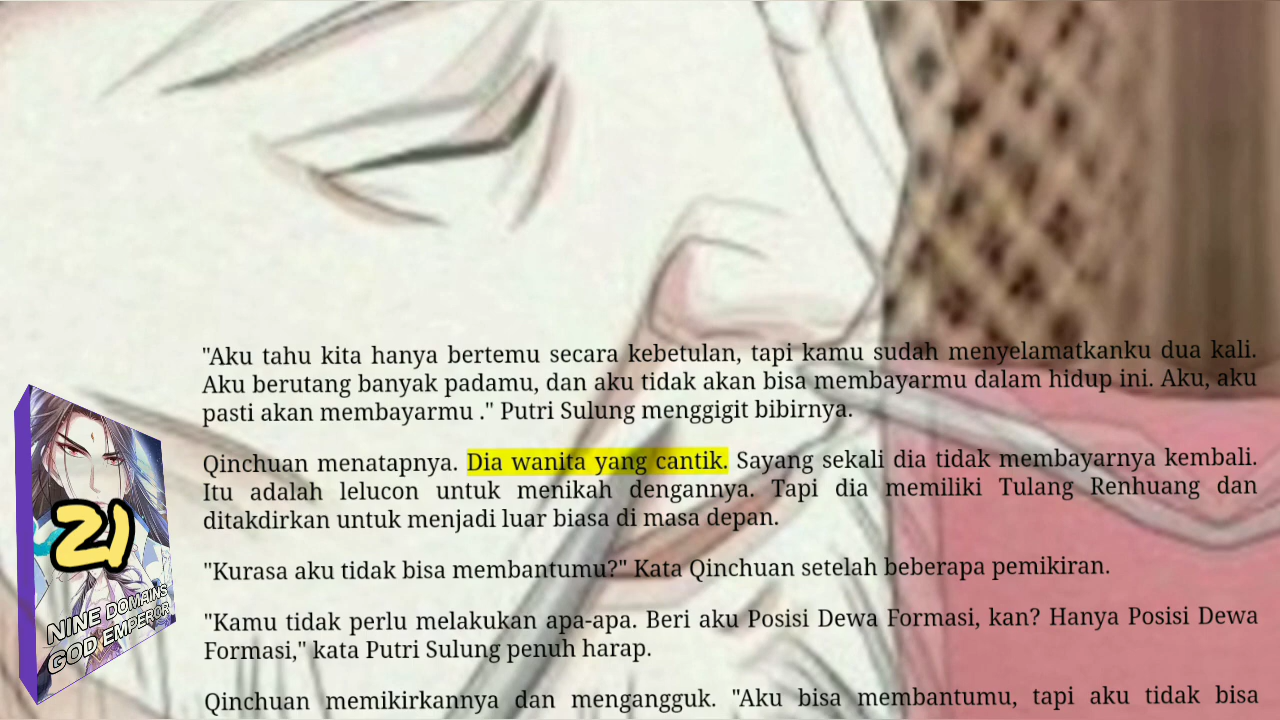 "Aku tahu kita hanya bertemu secara kebetulan, tapi kamu sudah menyelamatkanku dua kali.
Aku berutang banyak padamu, dan aku tidak akan bisa membayarmu dalam hidup ini. Aku, aku
pasti akan membayarmu ." Putri Sulung menggigit bibirnya.
Qinchuan menatapnya. Dia wanita yang cantik. Sayang sekali dia tidak membayarnya kembali.
Itu adalah lelucon untuk menikah dengannya. Tapi dia memiliki Tulang Renhuang dan
ditakdirkan untuk menjadi luar biasa di masa depan.
"Kurasa aku tidak bisa membantumu?" Kata Qinchuan setelah beberapa pemikiran.
"Kamu tidak perlu melakukan apa-apa. Beri aku Posisi Dewa Formasi, kan? Hanya Posisi Dewa
Formasi," kata Putri Sulung penuh harap.
Qinchuan memikirkannya dan mengangguk. "Aku bisa membantumu, tapi aku tidak bisa
21
NINE DOMAINS
GOD EMPEROR